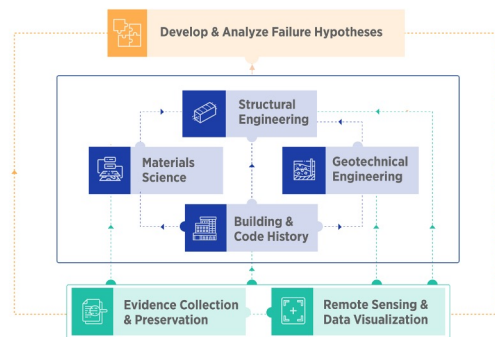 Develop & Analyze Failure Hypotheses
Structural
Engineering
Materials
Science
Geotechnical
Engineering
Building &
Code History
Evidence Collection
& Preservation
Remote Sensing &
Data Visualization